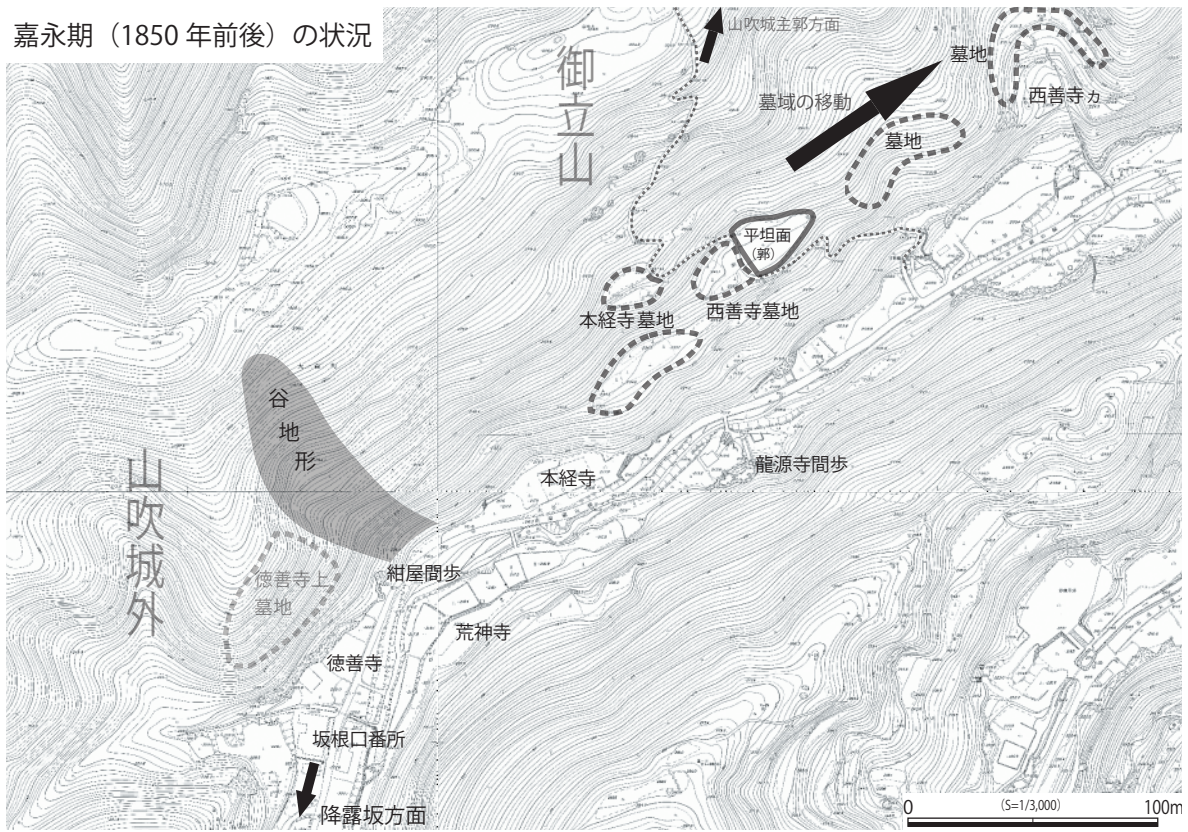 嘉永期（1850 年前後）の状況
山吹城主郭方面
御立山
墓地
西善寺ヵ
墓域の移動
墓地
平坦面
（郭）
本経寺墓地
西善寺墓地
谷地形
山吹城外
本経寺
龍源寺間歩
徳善寺上
墓地
紺屋間歩
荒神寺
徳善寺
坂根口番所
降露坂方面
0
(S=1/3,000)
100m